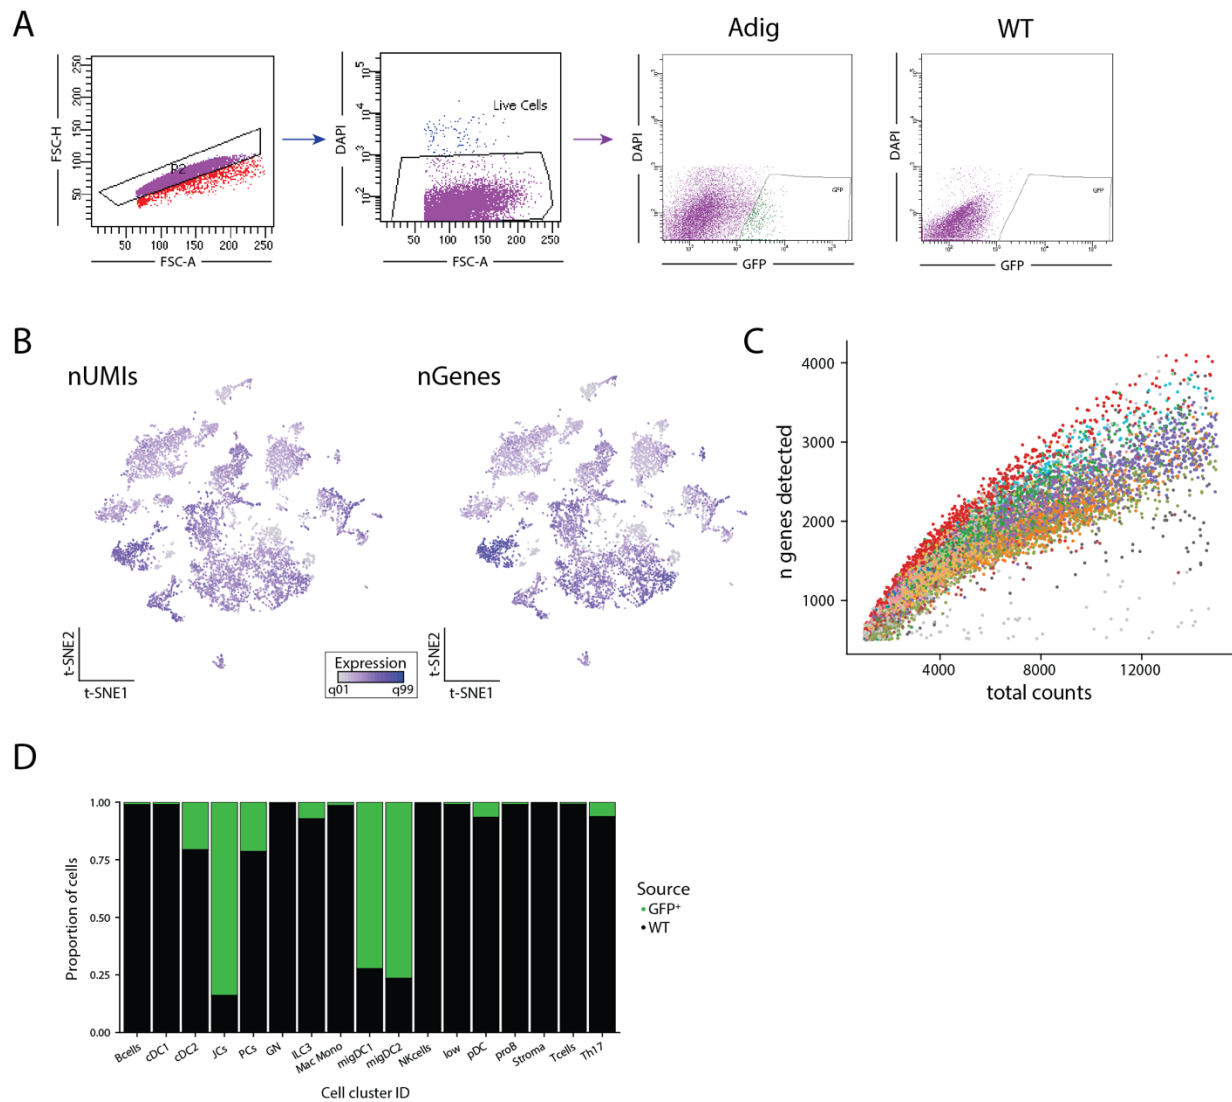 A
Adig
WT
FSC-H
50 100 150 200 250
P2
50 100 150 200 250
FSC-A
DAPI
10² 10³ 10⁴ 10⁵
Live Cells
50 100 150 200 250
FSC-A
DAPI
GFP
GFP
DAPI
GFP
GFP
B
nUMIs
nGenes
t-SNE2
t-SNE1
Expression
q01 q99
t-SNE2
t-SNE1
C
n genes detected
4000
3000
2000
1000
4000 8000 12000
total counts
D
Proportion of cells
1.00
0.75
0.50
0.25
0.00
Bcells cDC1 cDC2 JCs PCs GN ILC3 Mac Mono migDC1 migDC2 NKcells low pDC proB Stroma Tcells Th17
Cell cluster ID
Source
GFP⁺
WT